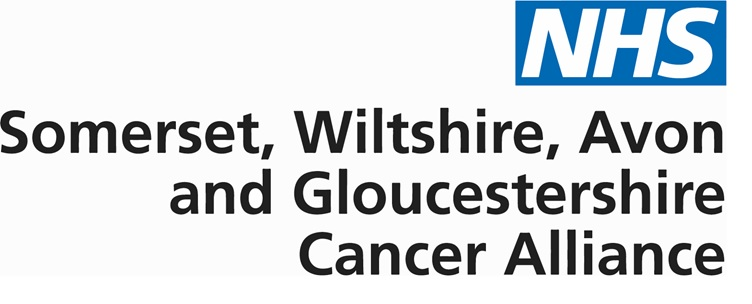 NHS
Somerset, Wiltshire, Avon
and Gloucestershire
Cancer Alliance